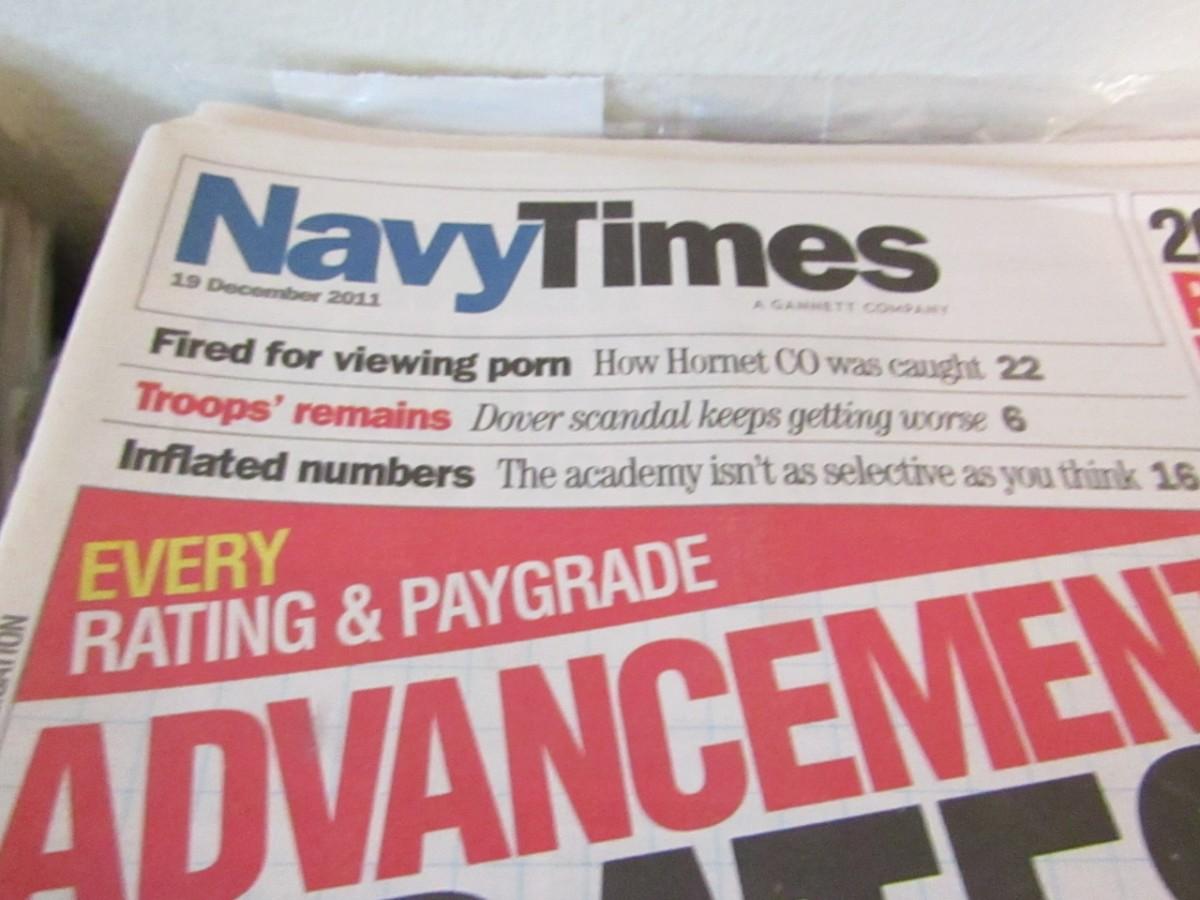 NavyTimes
19 December 2011
A GANNETT COMPANY
Fired for viewing porn How Hornet CO was caught 22
Troops' remains Dover scandal keeps getting worse 6
Inflated numbers The academy isn't as selective as you think 16
EVERY
RATING & PAYGRADE
ADVANCEMENT